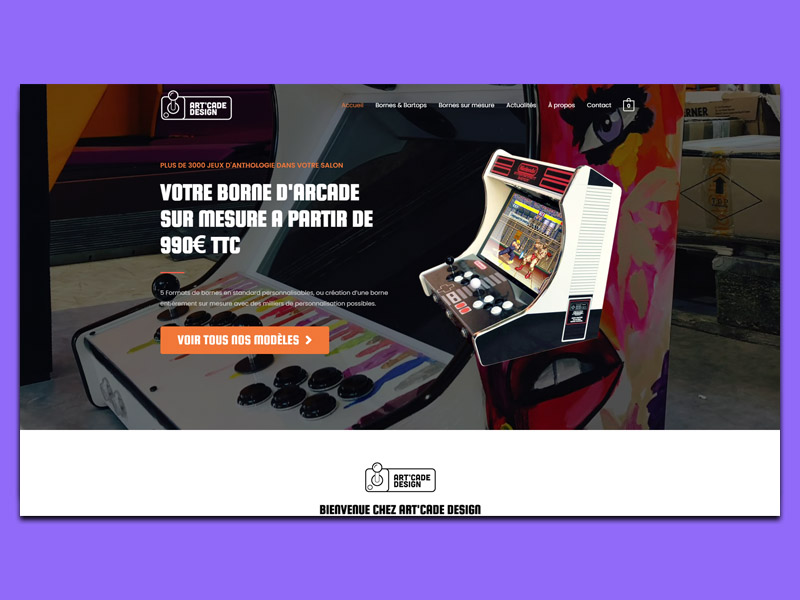 ART'CADE
DESIGN
Accueil Bornes & Bartops Bornes sur mesure Actualités À propos Contact 0
PLUS DE 3000 JEUX D'ANTHOLOGIE DANS VOTRE SALON
VOTRE BORNE D'ARCADE
SUR MESURE A PARTIR DE
990€ TTC
5 Formats de bornes en standard personnalisables, ou création d'une borne
entièrement sur mesure avec des milliers de personnalisation possibles.
VOIR TOUS NOS MODÈLES
ART'CADE
DESIGN
BIENVENUE CHEZ ART'CADE DESIGN